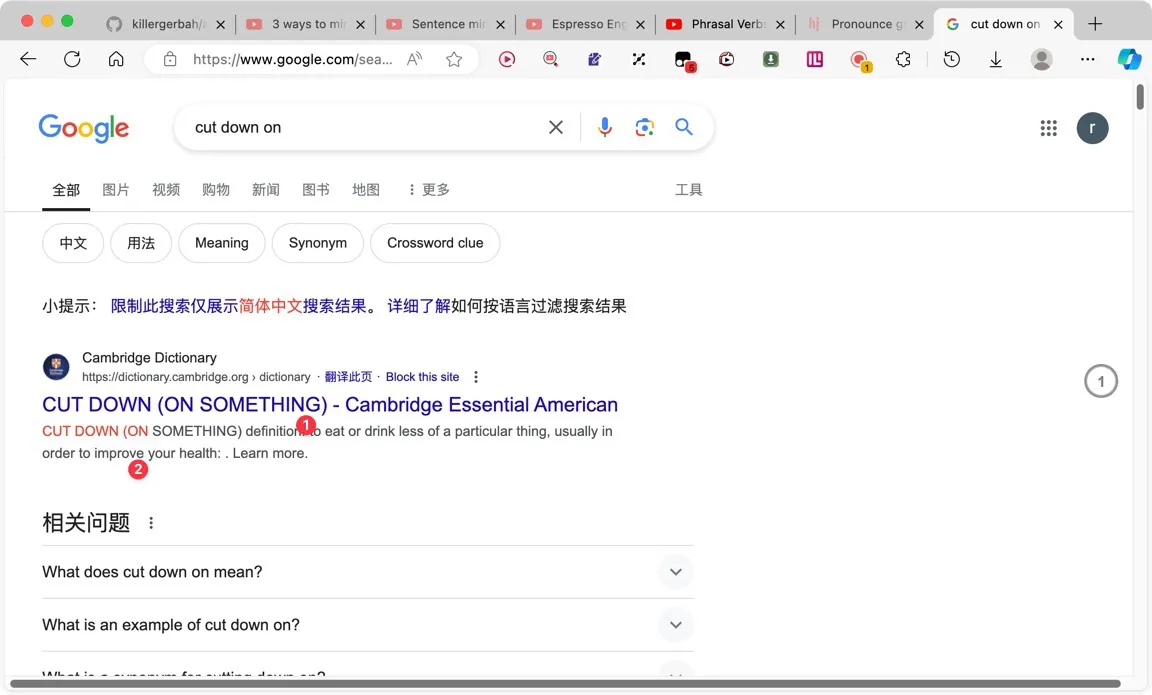 killergerbah/a
3 ways to mi
Sentence mi
Espresso Eng
Phrasal Verb
Pronounce g
cut down on
https://www.google.com/sea...
5
1
Google
cut down on
r
全部 图片 视频 购物 新闻 图书 地图 更多 工具
中文 用法 Meaning Synonym Crossword clue
小提示： 限制此搜索仅展示简体中文搜索结果。 详细了解如何按语言过滤搜索结果
Cambridge Dictionary
https://dictionary.cambridge.org › dictionary · 翻译此页 · Block this site
1
CUT DOWN (ON SOMETHING) - Cambridge Essential American
1
CUT DOWN (ON SOMETHING) definition: to eat or drink less of a particular thing, usually in
order to improve your health: . Learn more.
2
相关问题
What does cut down on mean?
What is an example of cut down on?
What is a synonym for cutting down on?